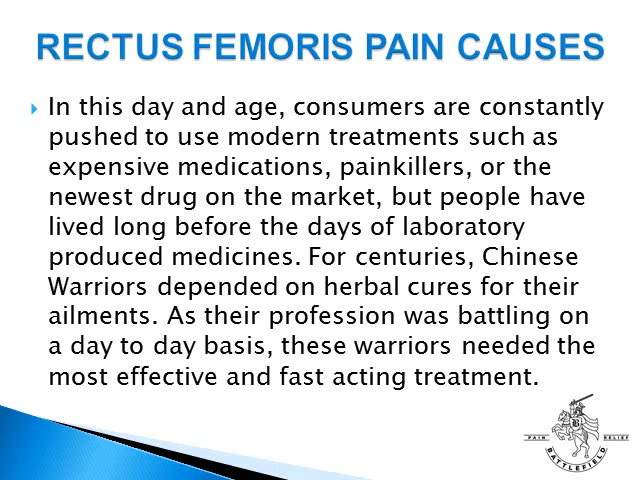 RECTUS FEMORIS PAIN CAUSES
In this day and age, consumers are constantly
pushed to use modern treatments such as
expensive medications, painkillers, or the
newest drug on the market, but people have
lived long before the days of laboratory
produced medicines. For centuries, Chinese
Warriors depended on herbal cures for their
ailments. As their profession was battling on
a day to day basis, these warriors needed the
most effective and fast acting treatment.
PAIN RELIEF
B
BATTLEFIELD